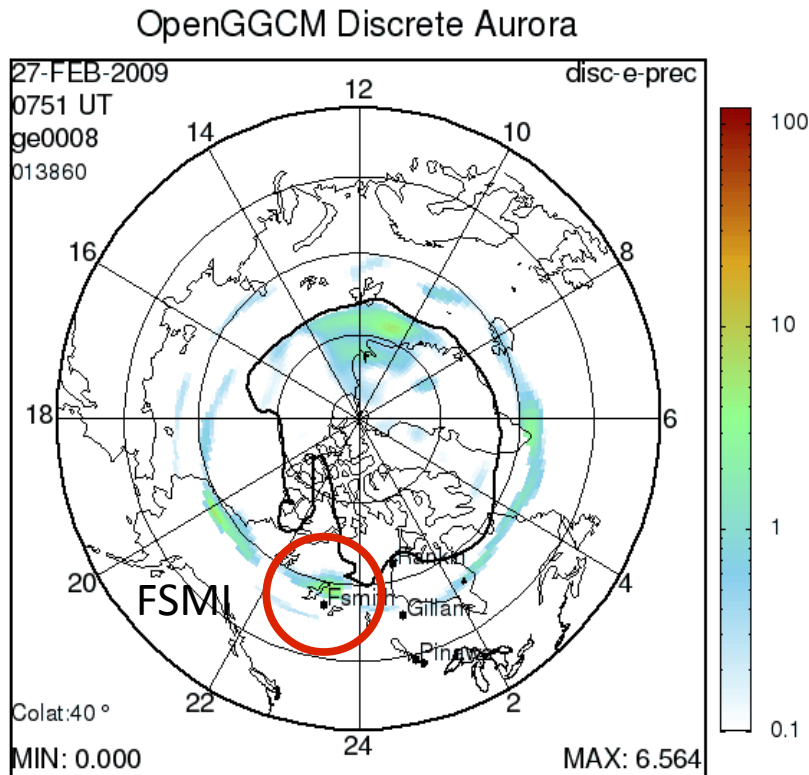 OpenGGCM Discrete Aurora
27-FEB-2009
disc-e-prec
0751 UT
ge0008
013860
12
14
10
16
8
18
6
20
4
22
2
24
Rankin
Fsmith
Gillam
Pinawa
FSMI
Colat:40 °
MIN: 0.000
MAX: 6.564
100
10
1
0.1